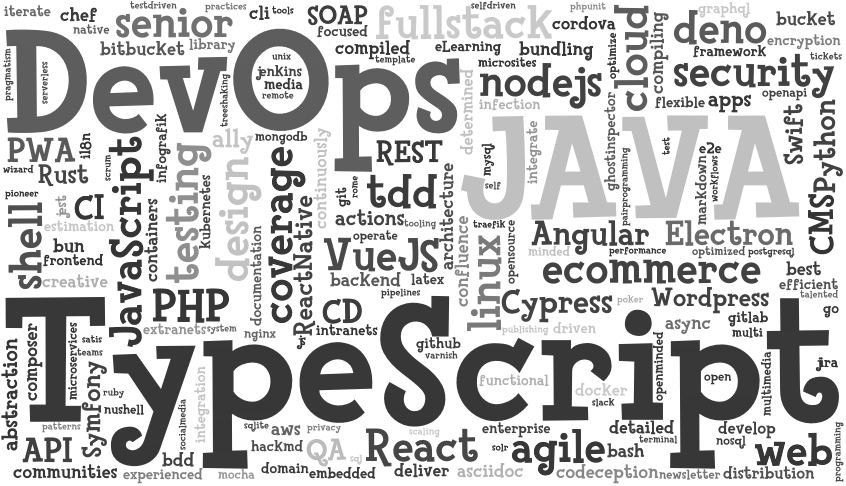 iterate
chef
testdriven
practices
cli
tools
SOAP
fullstack
selfdriven
phpunit
graphql
bucket
native
senior
focused
cordova
cloud
deno
encryption
pragmatism
serverless
DevOps
bitbucket
library
unix
jenkins
media
remote
compiled
template
eLearning
bundling
optimize
compiling
framework
tickets
microsites
nodejs
security
determined
infection
flexible
apps
openapi
treeshaking
PWA
wizard
Rust
i18n
scrum
infografik
testing
ally
mongodb
continuously
REST
mysql
self
integrate
JAVA
ghostinspector
pairprogramming
test
markdown
e2e
workflows
Swift
Python
CMS
pioneer
jest
CI
estimation
shell
JavaScript
containers
kubernetes
design
coverage
git
rome
tdd
actions
tooling
architecture
confluence
traefik
opensource
Angular
Electron
minded
performance
optimized
postgresql
bun
frontend
creative
documentation
ReactNative
operate
VueJS
backend
latex
pipelines
linux
ecommerce
best
efficient
talented
PHP
CD
intranets
Cypress
poker
Wordpress
go
extranets
system
nginx
publishing
driven
async
gitlab
multi
TypeScript
satis
teams
composer
microservices
github
varnish
functional
docker
slack
openminded
open
multimedia
jira
abstraction
Symfony
ruby
nushell
socialmedia
integration
patterns
sqlite
aws
privacy
scaling
enterprise
detailed
develop
API
bdd
hackmd
QA
sql
React
solr
agile
bash
terminal
nosql
web
programming
communities
experienced
mocha
domain
embedded
deliver
asciidoc
codeception
newsletter
distribution